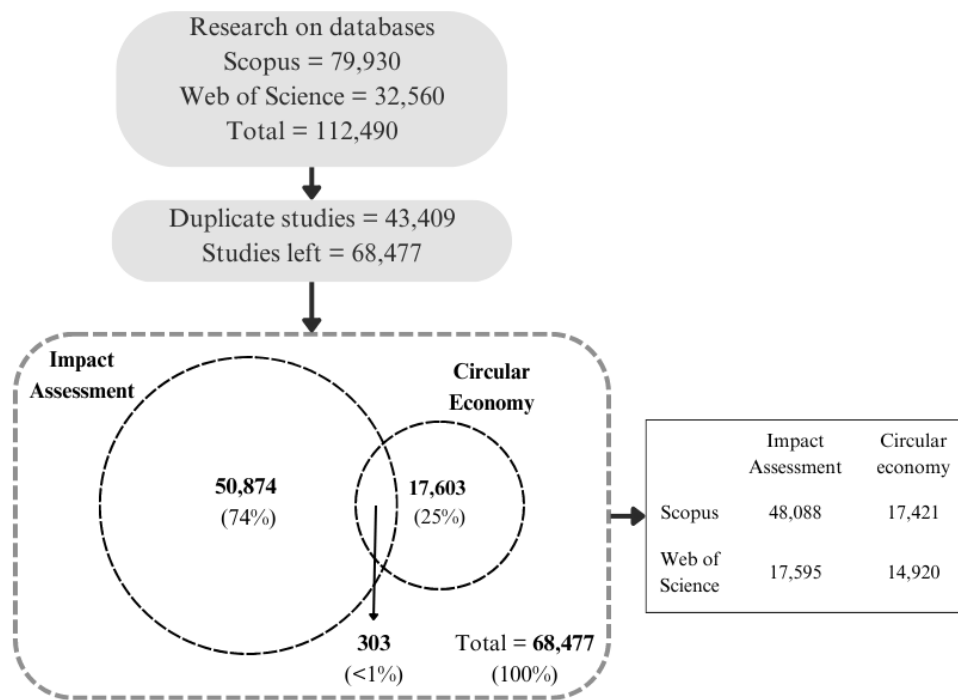 Research on databases
Scopus = 79,930
Web of Science = 32,560
Total = 112,490
Duplicate studies = 43,409
Studies left = 68,477
Impact
Assessment
Circular
Economy
50,874
(74%)
17,603
(25%)
303
(<1%)
Total = 68,477
(100%)
Impact
Assessment
Circular
economy
Scopus
48,088
17,421
Web of
Science
17,595
14,920